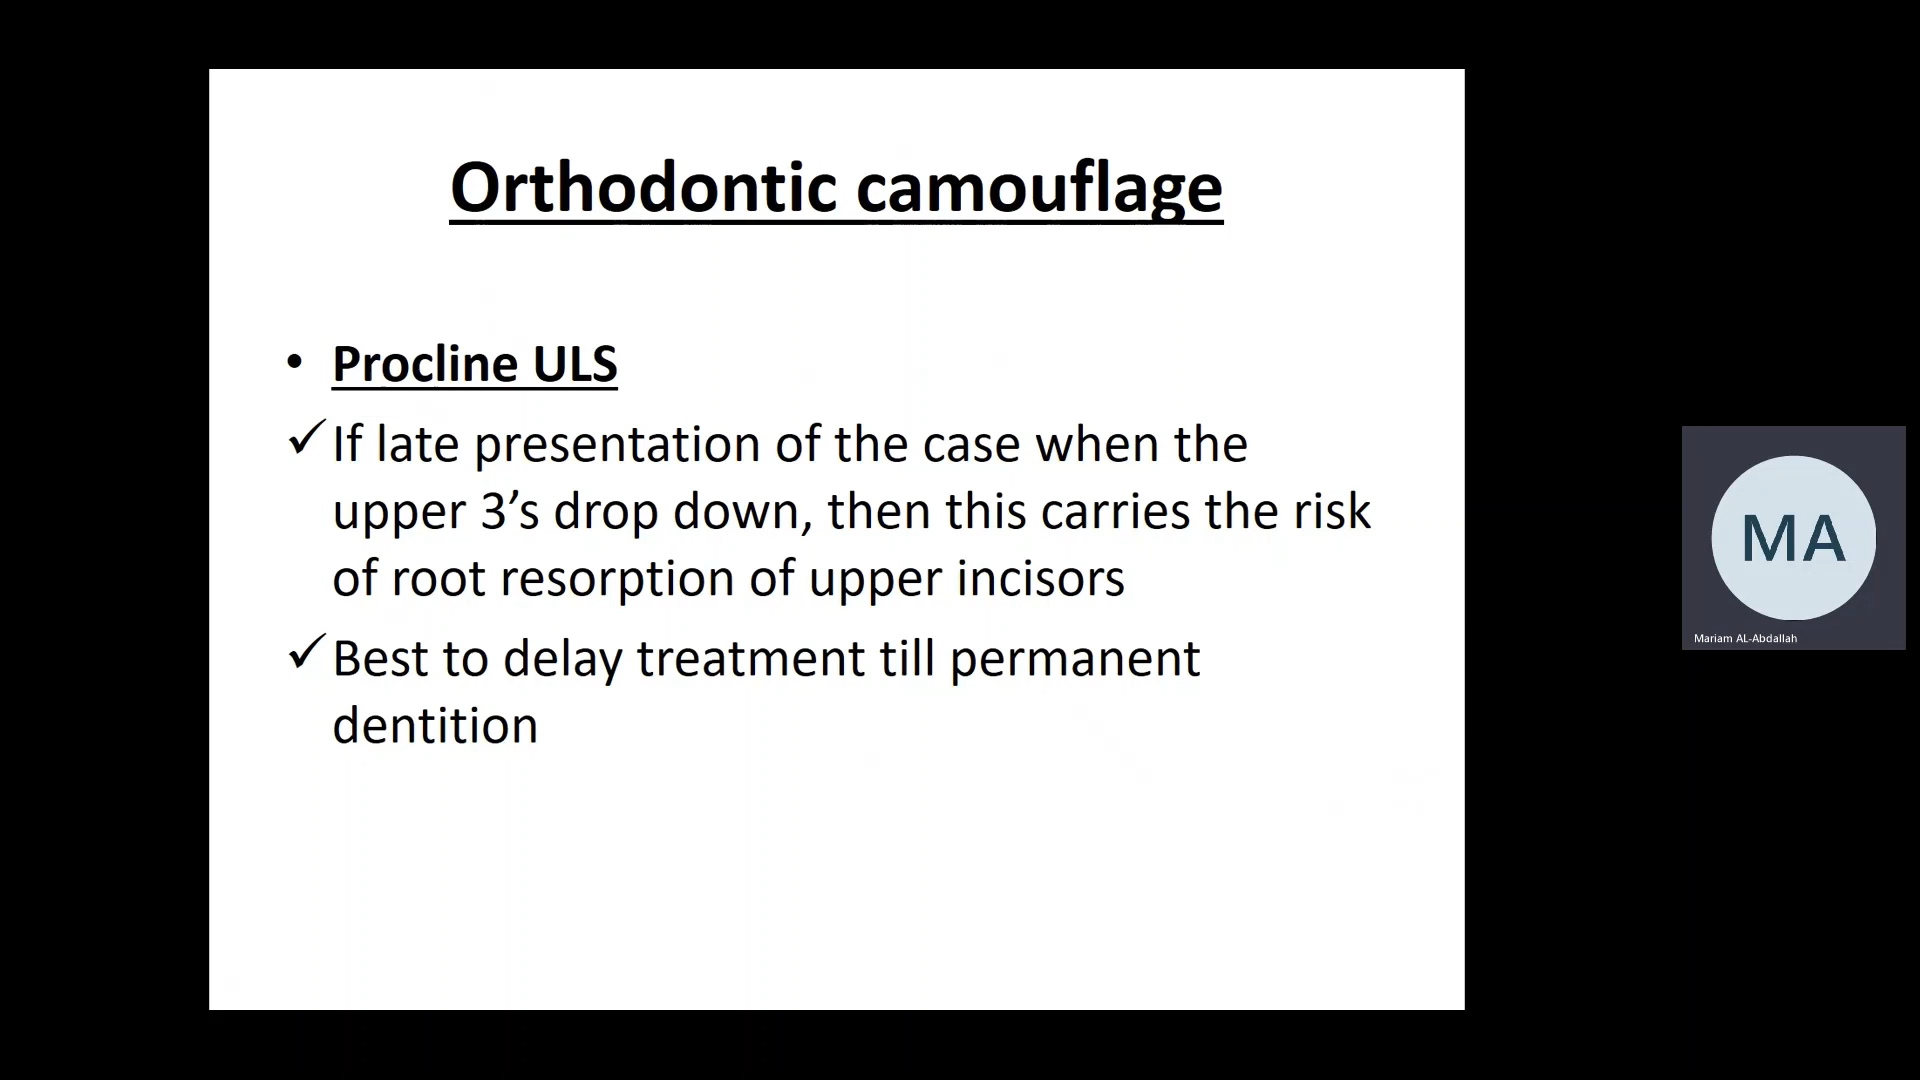 Orthodontic camouflage
• Procline ULS
✓If late presentation of the case when the
upper 3’s drop down, then this carries the risk
of root resorption of upper incisors
✓Best to delay treatment till permanent
dentition
MA
Mariam AL-Abdallah